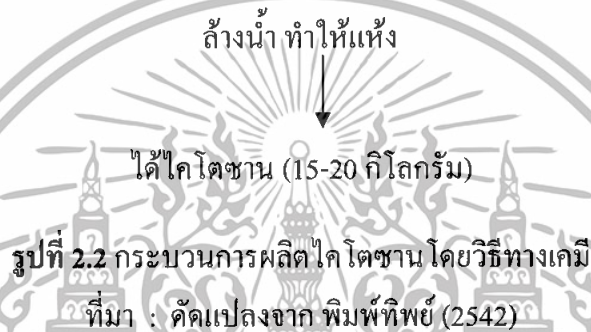 ล้างน้ำ ทำให้แห้ง
ได้ไคโตซาน (15-20 กิโลกรัม)
รูปที่ 2.2 กระบวนการผลิตไคโตซานโดยวิธีทางเคมี
ที่มา : ดัดแปลงจาก พิมพ์ทิพย์ (2542)